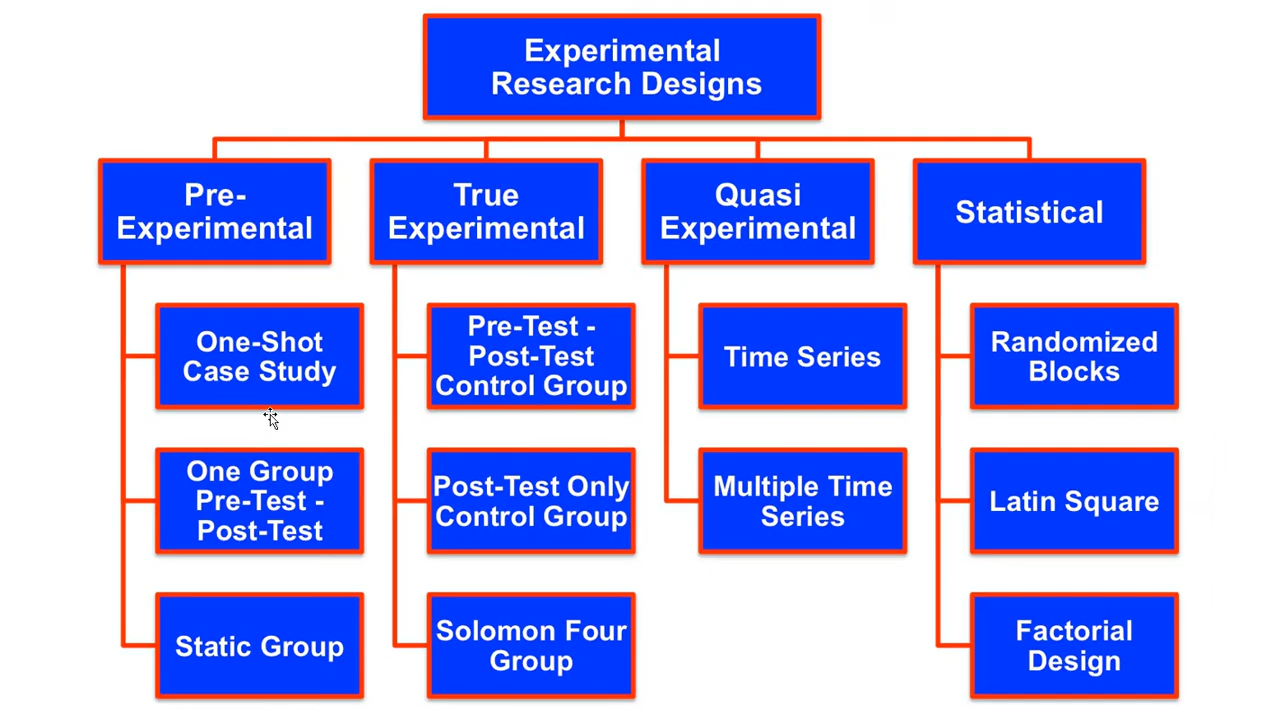 Experimental
Research Designs
Pre-
Experimental
True
Experimental
Quasi
Experimental
Statistical
One-Shot
Case Study
One Group
Pre-Test -
Post-Test
Static Group
Pre-Test -
Post-Test
Control Group
Post-Test Only
Control Group
Solomon Four
Group
Time Series
Multiple Time
Series
Randomized
Blocks
Latin Square
Factorial
Design